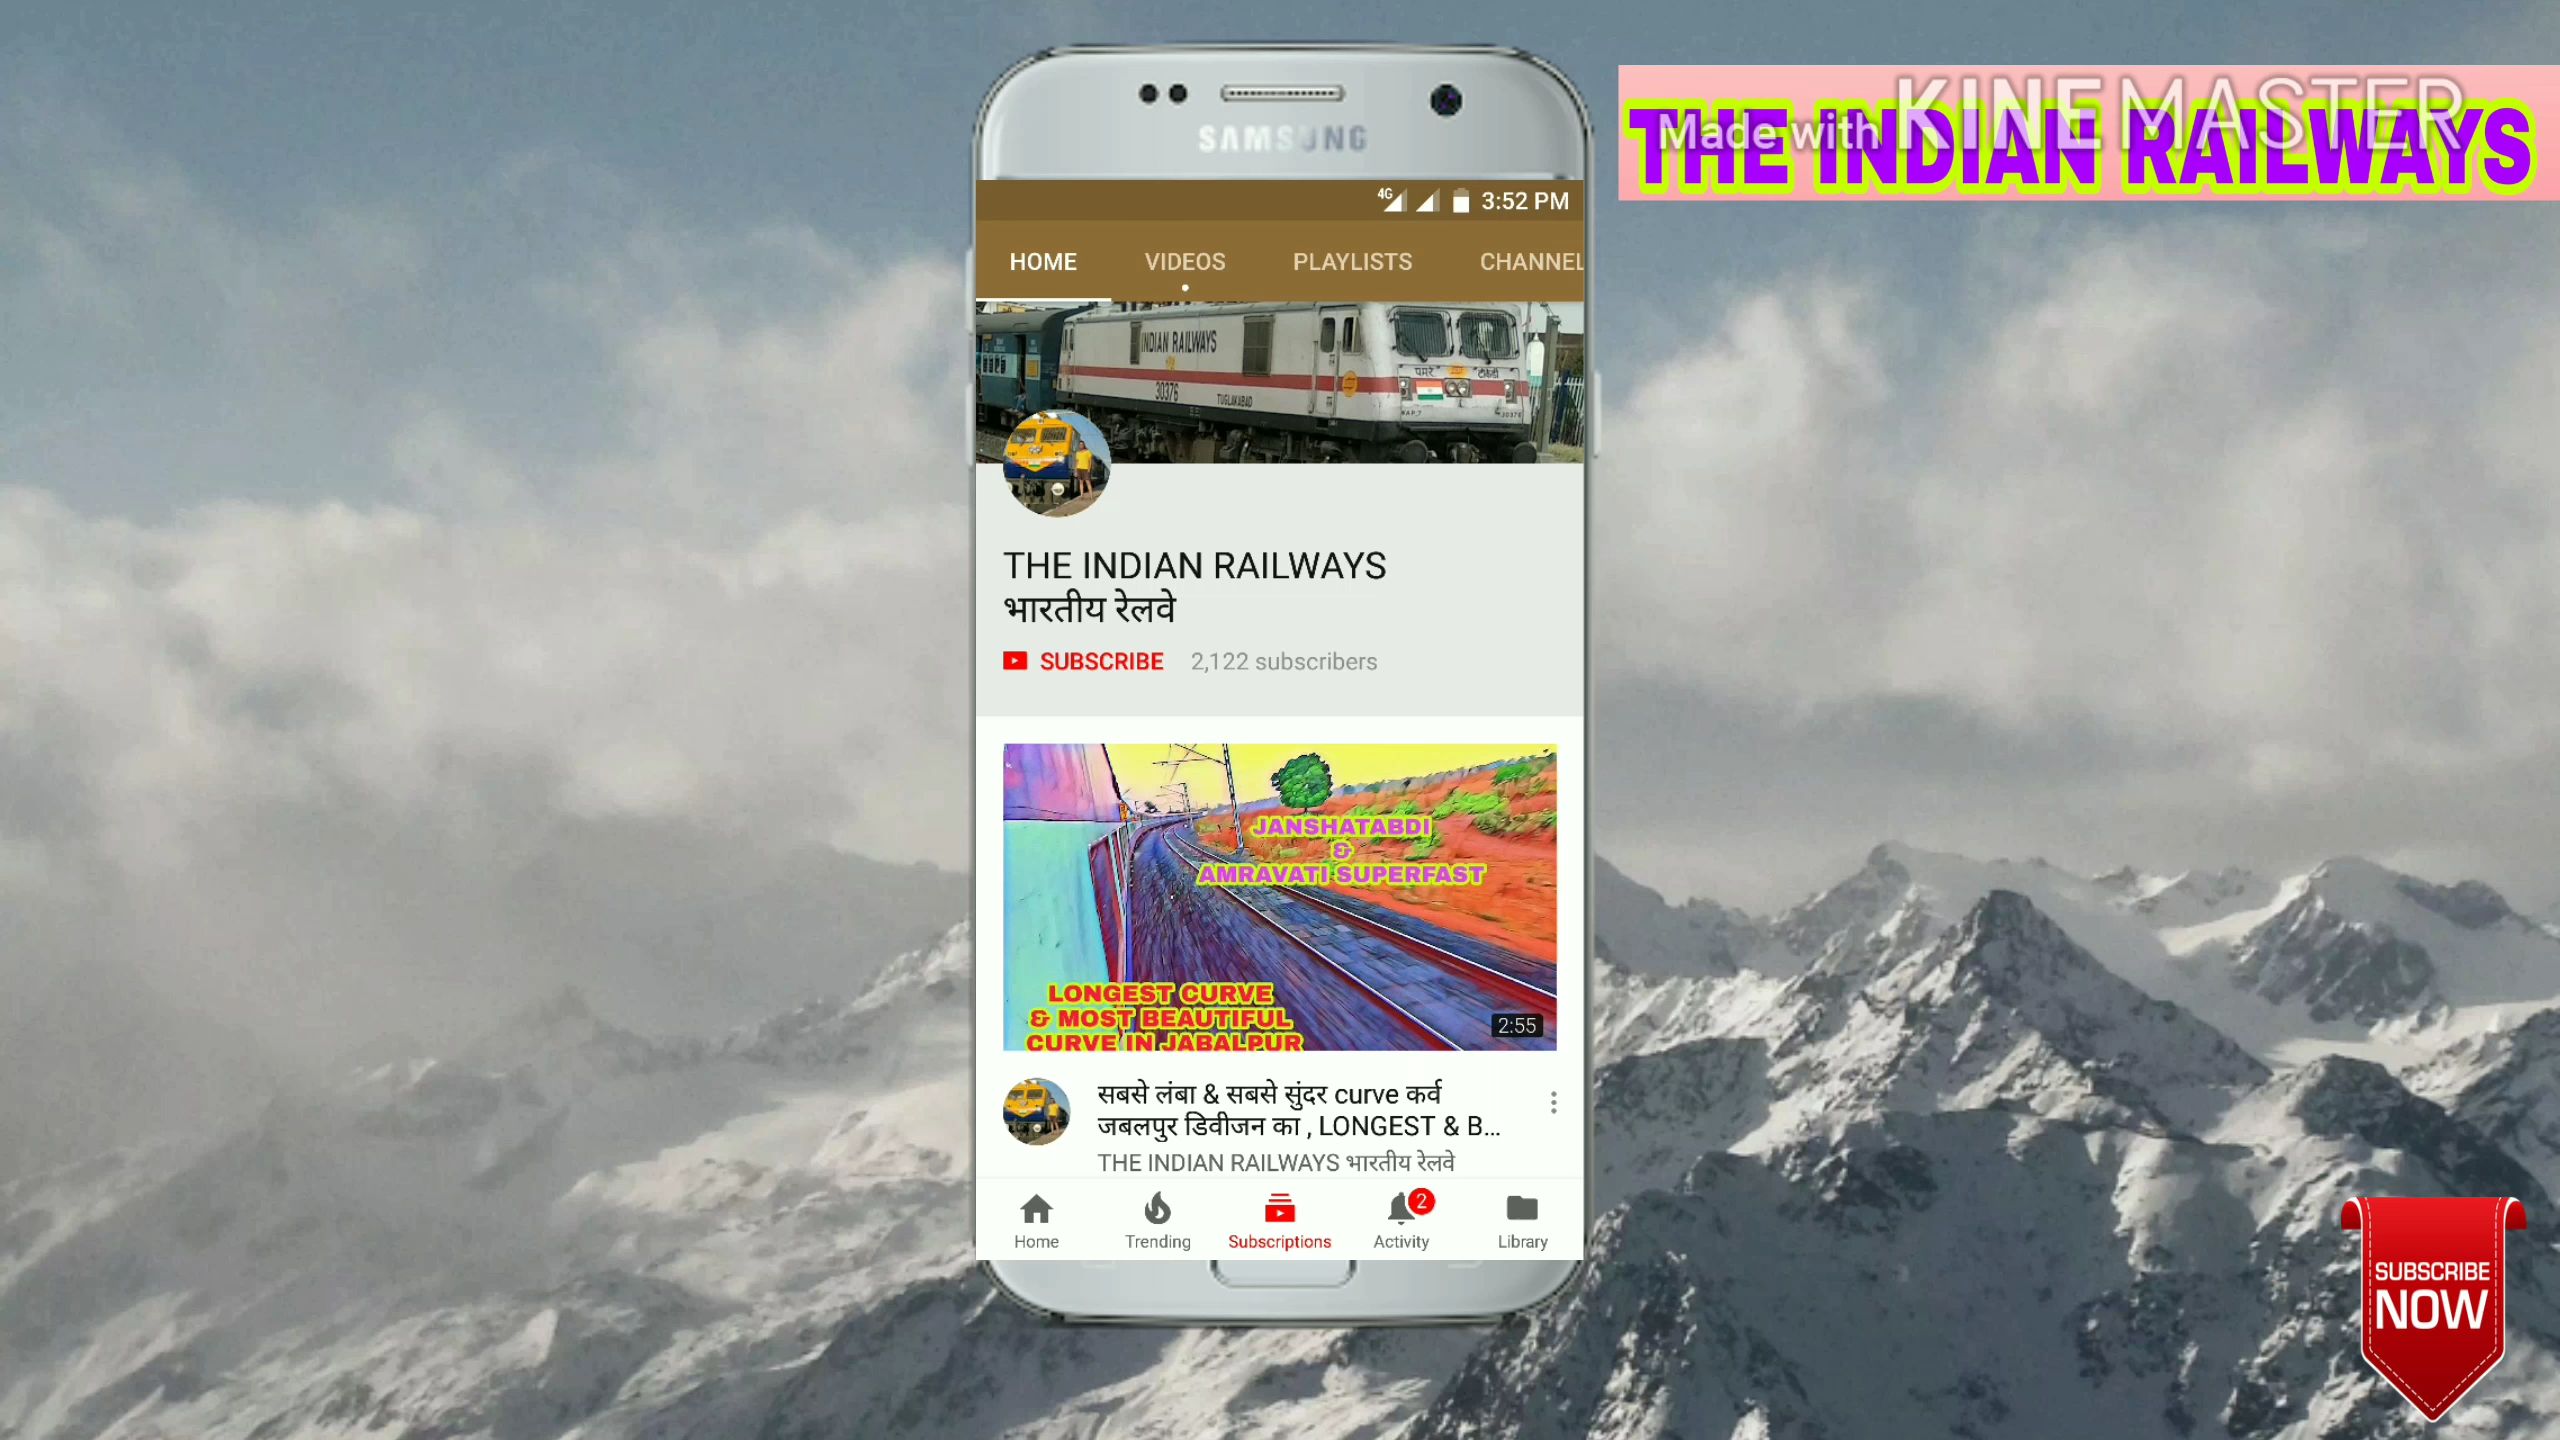 SAMSUNG
Made with KINEMASTER
THE INDIAN RAILWAYS
4G 3:52 PM
HOME VIDEOS PLAYLISTS CHANNEL
INDIAN RAILWAYS
30376
TUGLAKABAD
THE INDIAN RAILWAYS
भारतीय रेलवे
SUBSCRIBE 2,122 subscribers
JANSHATABDI
&
AMRAVATI SUPERFAST
LONGEST CURVE
& MOST BEAUTIFUL
CURVE IN JABALPUR
2:55
सबसे लंबा & सबसे सुंदर curve कर्व
जबलपुर डिवीजन का , LONGEST & B...
THE INDIAN RAILWAYS भारतीय रेलवे
2
Home Trending Subscriptions Activity Library
SUBSCRIBE
NOW